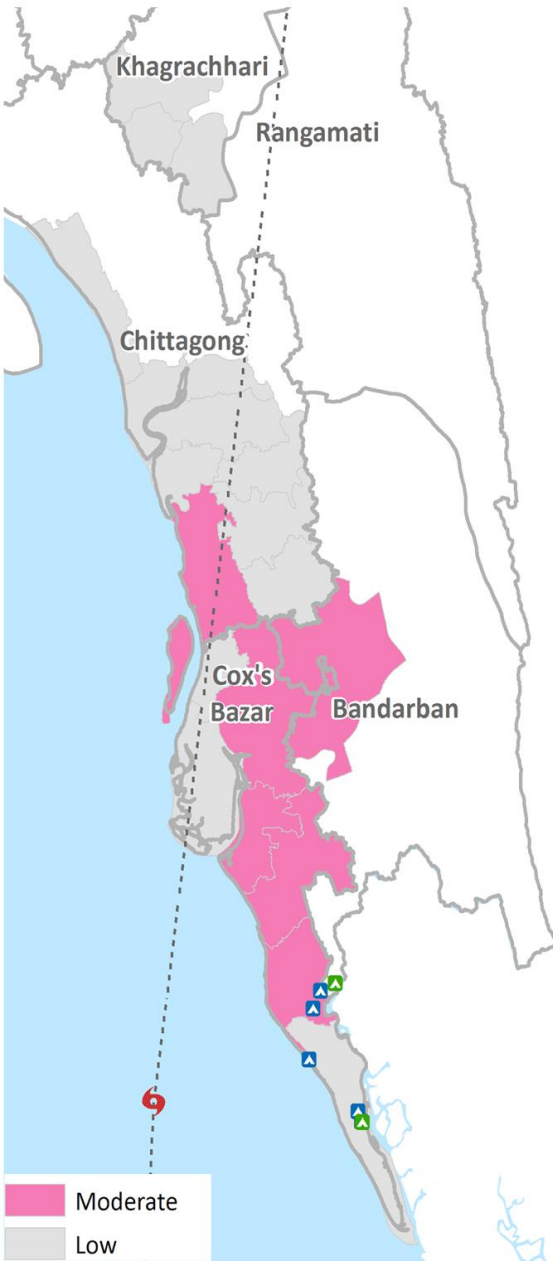 Khagrachhari
Rangamati
Chittagong
Cox's
Bazar
Bandarban
Moderate
Low